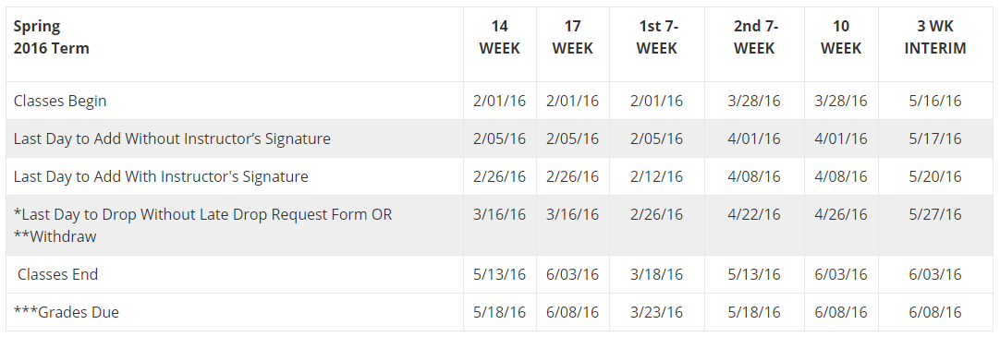 Spring 2016 Term 14 WEEK 17 WEEK 1st 7-WEEK 2nd 7-WEEK 10 WEEK 3 WK INTERIM
Classes Begin 2/01/16 2/01/16 2/01/16 3/28/16 3/28/16 5/16/16
Last Day to Add Without Instructor’s Signature 2/05/16 2/05/16 2/05/16 4/01/16 4/01/16 5/17/16
Last Day to Add With Instructor's Signature 2/26/16 2/26/16 2/12/16 4/08/16 4/08/16 5/20/16
*Last Day to Drop Without Late Drop Request Form OR **Withdraw 3/16/16 3/16/16 2/26/16 4/22/16 4/26/16 5/27/16
Classes End 5/13/16 6/03/16 3/18/16 5/13/16 6/03/16 6/03/16
***Grades Due 5/18/16 6/08/16 3/23/16 5/18/16 6/08/16 6/08/16